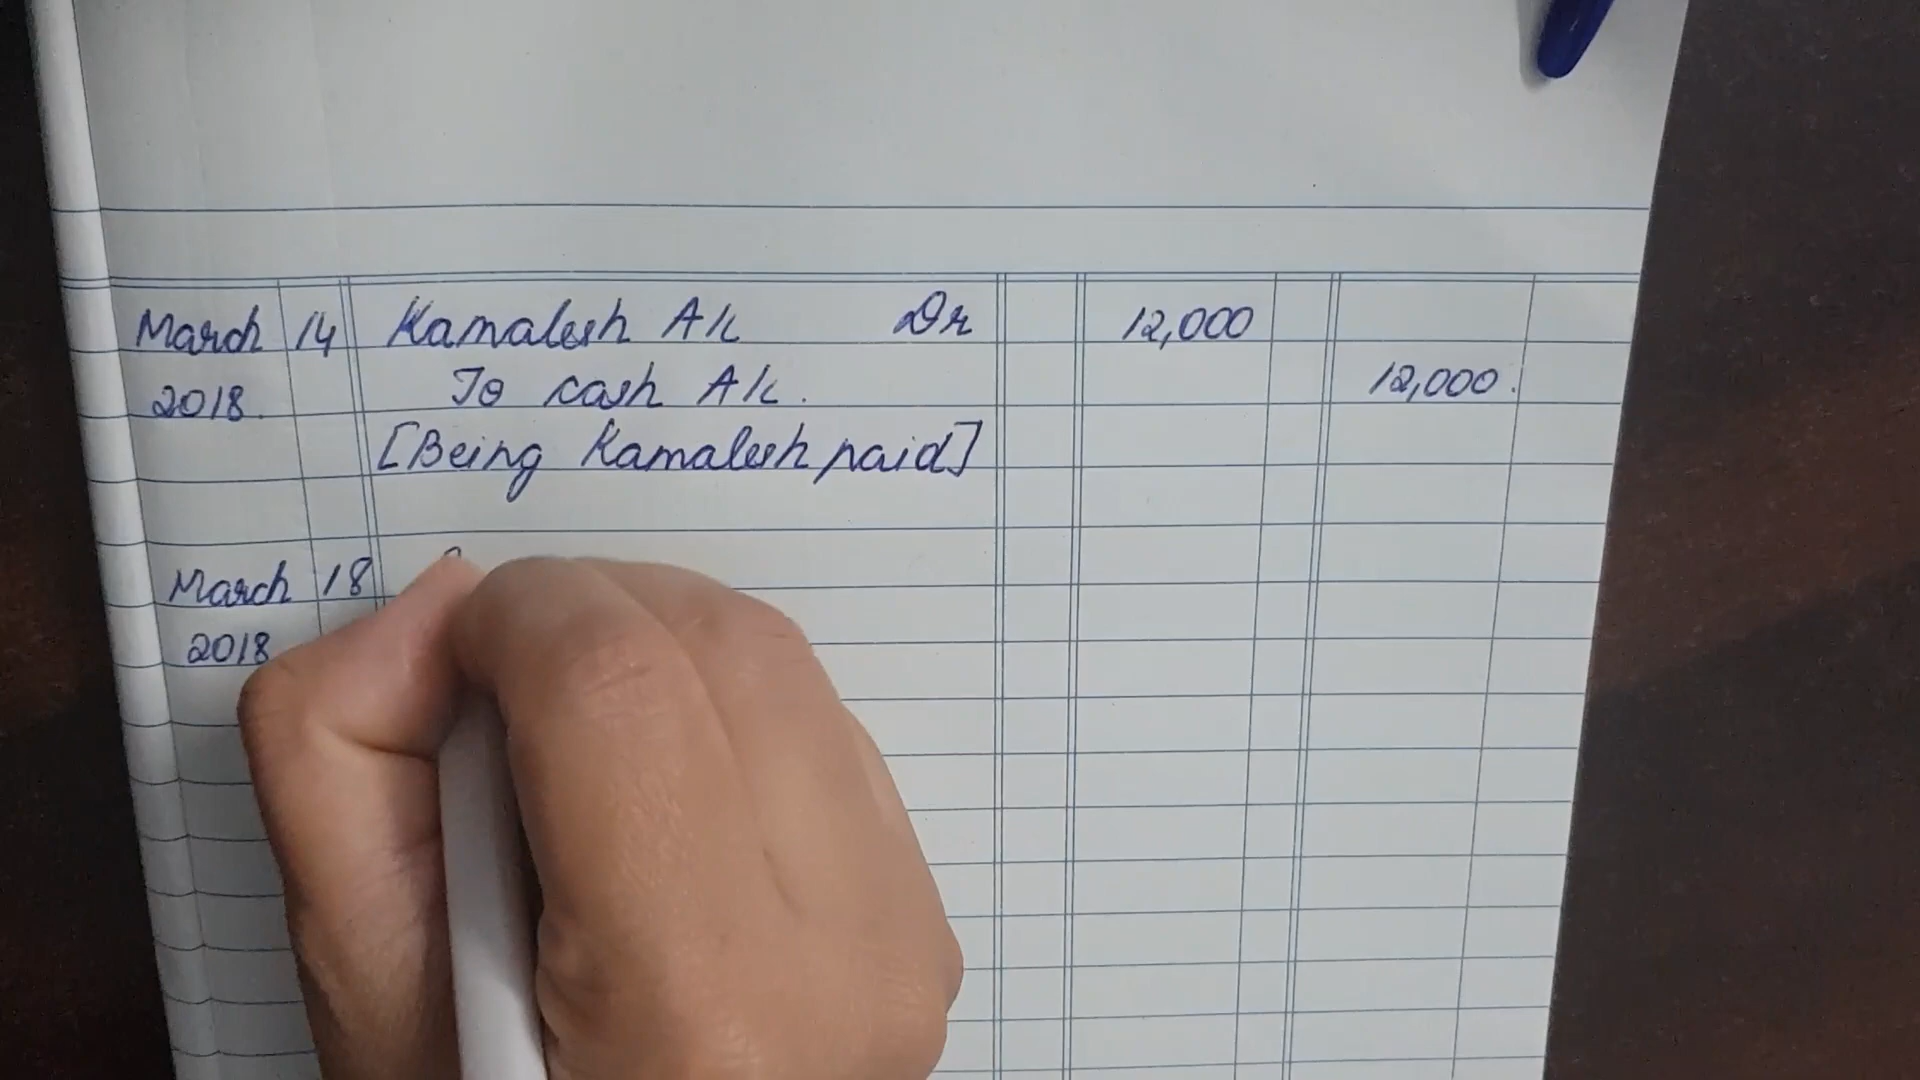 March 14 Kamalesh A/c Dr 12,000
2018. To cash A/c. 12,000.
[Being Kamalesh paid]
March 18
2018